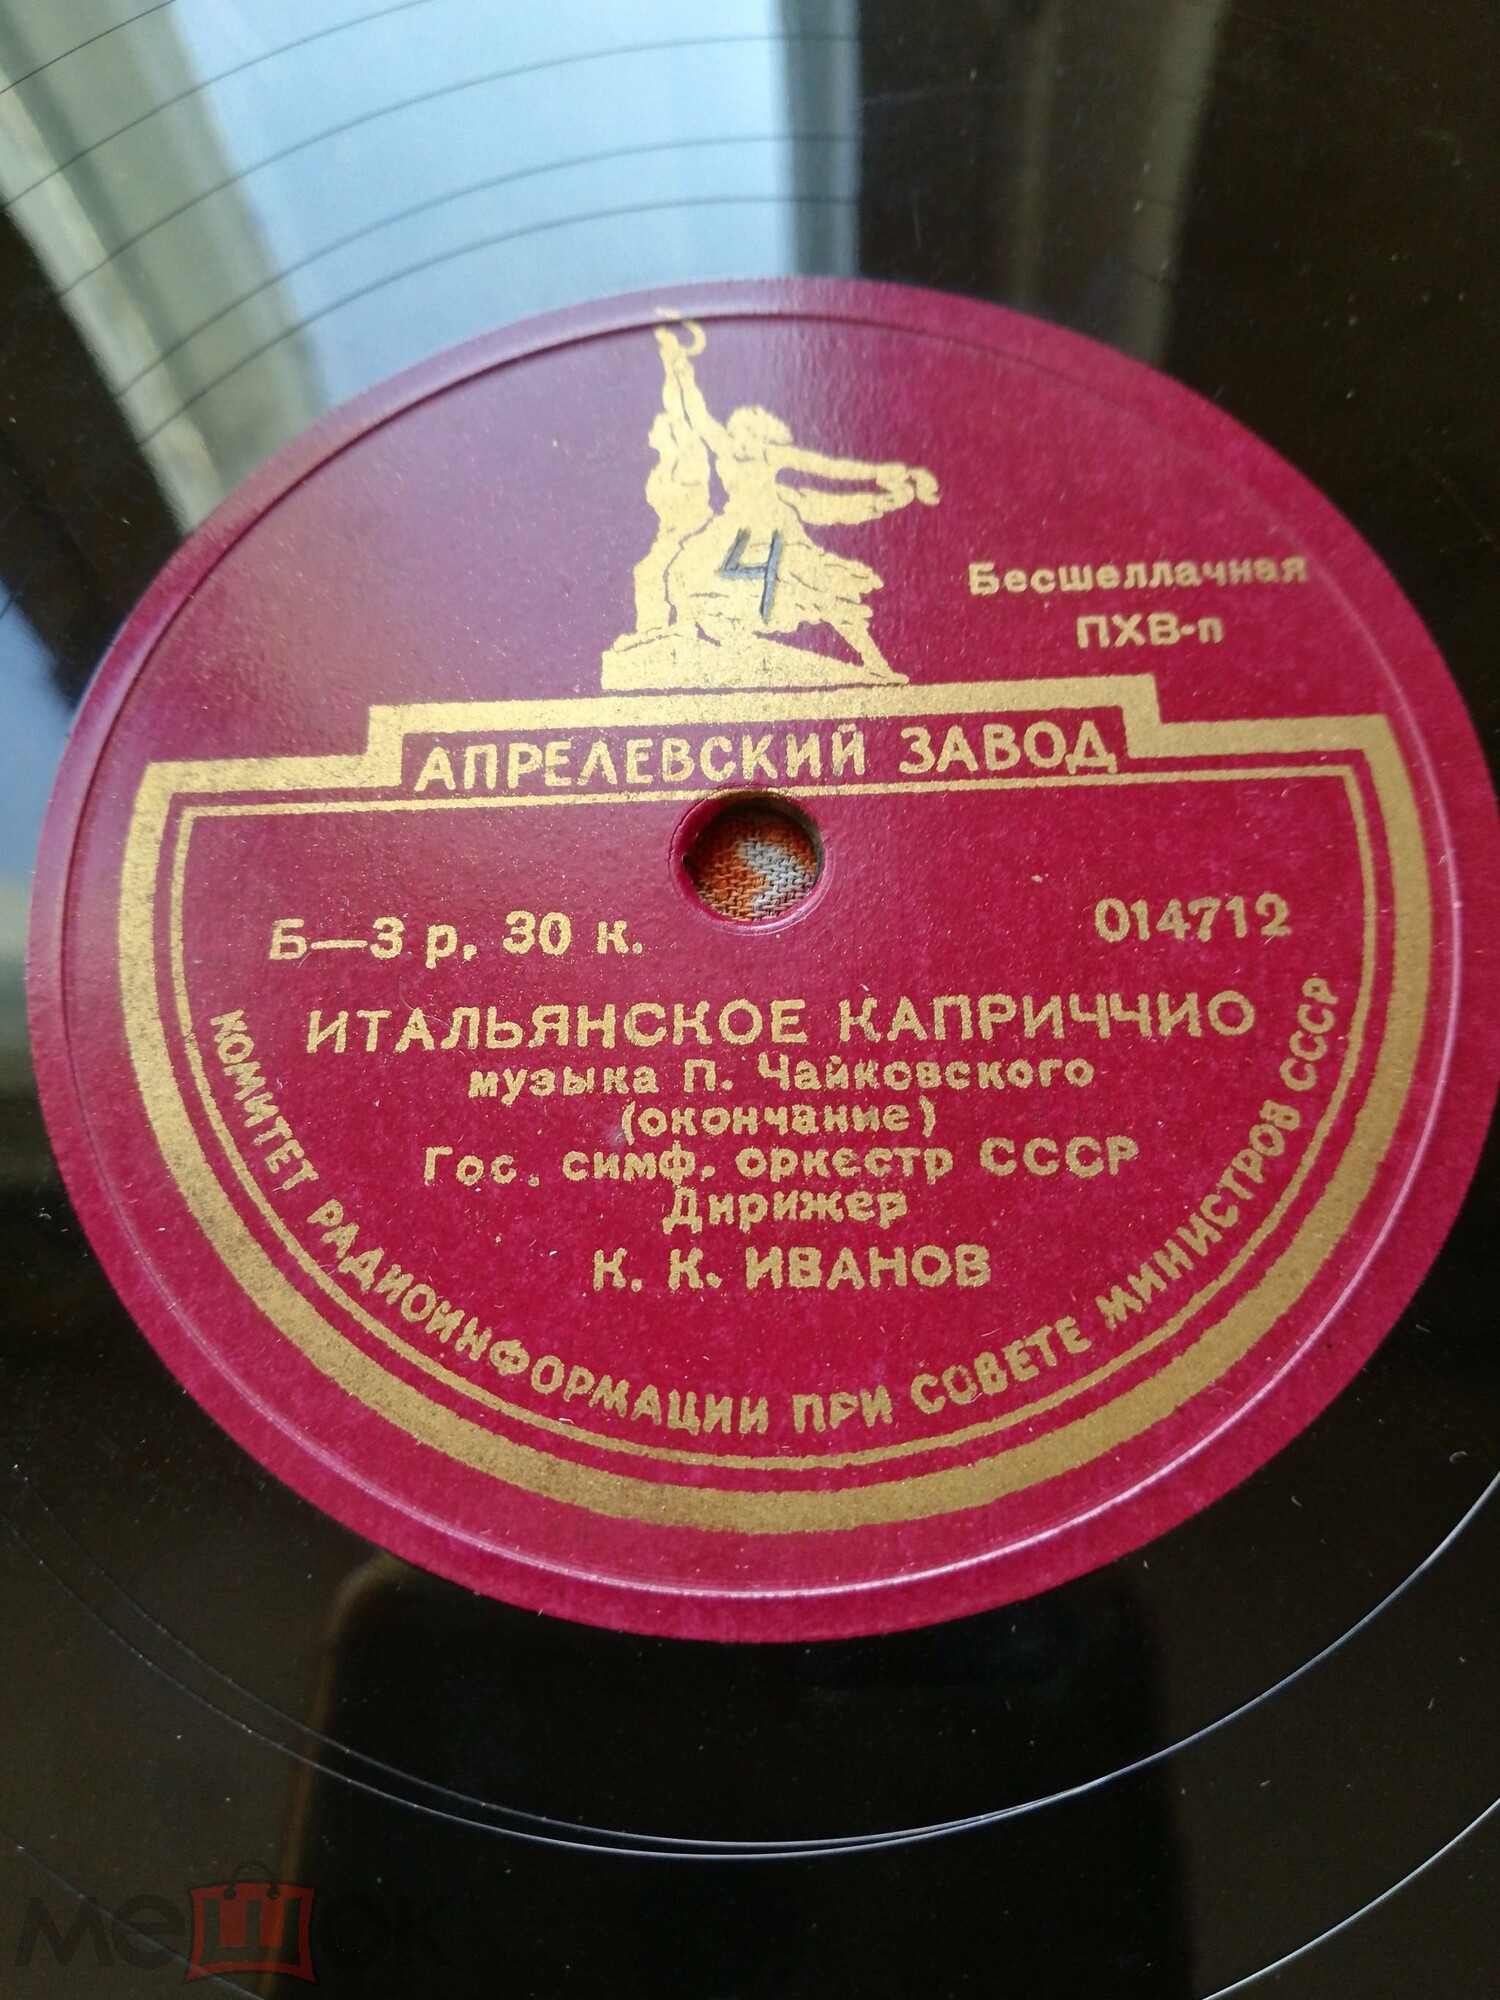 4
Бесшеллачная
ПХВ-п
АПРЕЛЕВСКИЙ ЗАВОД
Б—3 р. 30 к.
014712
ИТАЛЬЯНСКОЕ КАПРИЧЧИО
музыка П. Чайковского
(окончание)
Гос. симф. оркестр СССР
Дирижер
К. К. ИВАНОВ
КОМИТЕТ РАДИОИНФОРМАЦИИ ПРИ СОВЕТЕ МИНИСТРОВ СССР
мешок